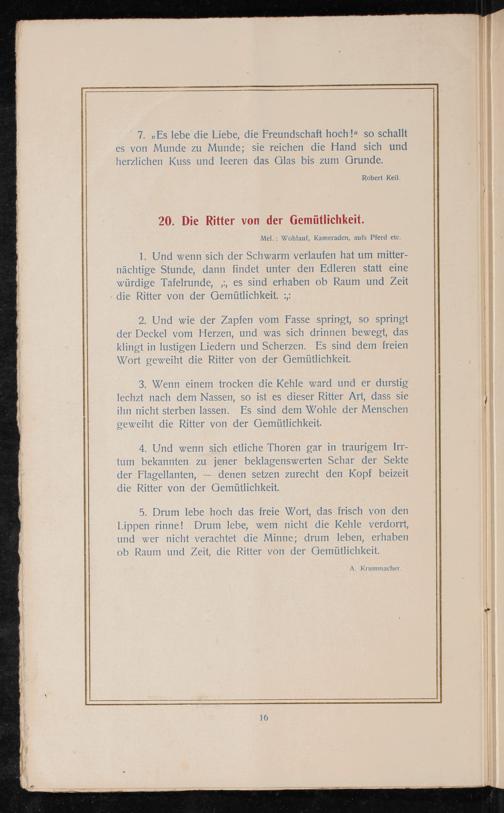 7. „Es lebe die Liebe, die Freundschaft hoch!“ so schallt
es von Munde zu Munde; sie reichen die Hand sich und
herzlichen Kuss und leeren das Glas bis zum Grunde.
Robert Keil.
20. Die Ritter von der Gemütlichkeit.
Mel.: Wohlauf, Kameraden, aufs Pferd etc.
1. Und wenn sich der Schwarm verlaufen hat um mitter-
nächtige Stunde, dann findet unter den Edleren statt eine
würdige Tafelrunde, ,:, es sind erhaben ob Raum und Zeit
die Ritter von der Gemütlichkeit. :,:
2. Und wie der Zapfen vom Fasse springt, so springt
der Deckel vom Herzen, und was sich drinnen bewegt, das
klingt in lustigen Liedern und Scherzen. Es sind dem freien
Wort geweiht die Ritter von der Gemütlichkeit.
3. Wenn einem trocken die Kehle ward und er durstig
lechzt nach dem Nassen, so ist es dieser Ritter Art, dass sie
ihn nicht sterben lassen. Es sind dem Wohle der Menschen
geweiht die Ritter von der Gemütlichkeit.
4. Und wenn sich etliche Thoren gar in traurigem Irr-
tum bekannten zu jener beklagenswerten Schar der Sekte
der Flagellanten, — denen setzen zurecht den Kopf beizeit
die Ritter von der Gemütlichkeit.
5. Drum lebe hoch das freie Wort, das frisch von den
Lippen rinne! Drum lebe, wem nicht die Kehle verdorrt,
und wer nicht verachtet die Minne; drum leben, erhaben
ob Raum und Zeit, die Ritter von der Gemütlichkeit.
A. Krummacher.
16